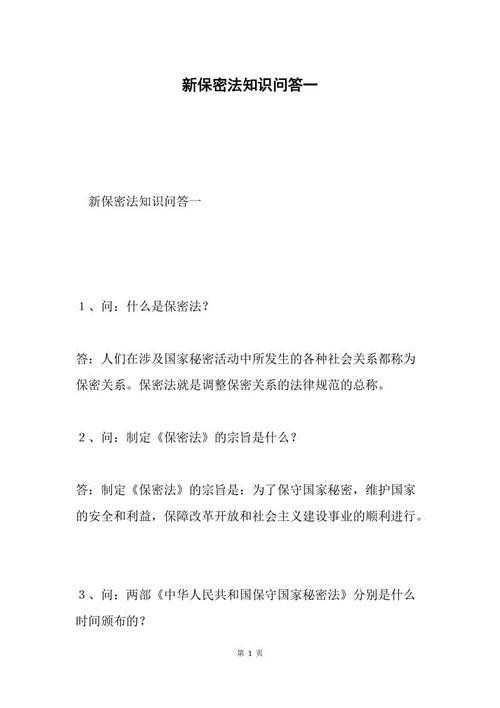 新保密法知识问答一
新保密法知识问答一
１、问：什么是保密法？
答：人们在涉及国家秘密活动中所发生的各种社会关系都称为
保密关系。保密法就是调整保密关系的法律规范的总称。
２、问：制定《保密法》的宗旨是什么？
答：制定《保密法》的宗旨是：为了保守国家秘密，维护国家
的安全和利益，保障改革开放和社会主义建设事业的顺利进行。
３、问：两部《中华人民共和国保守国家秘密法》分别是什么
时间颁布的？
第 1 页